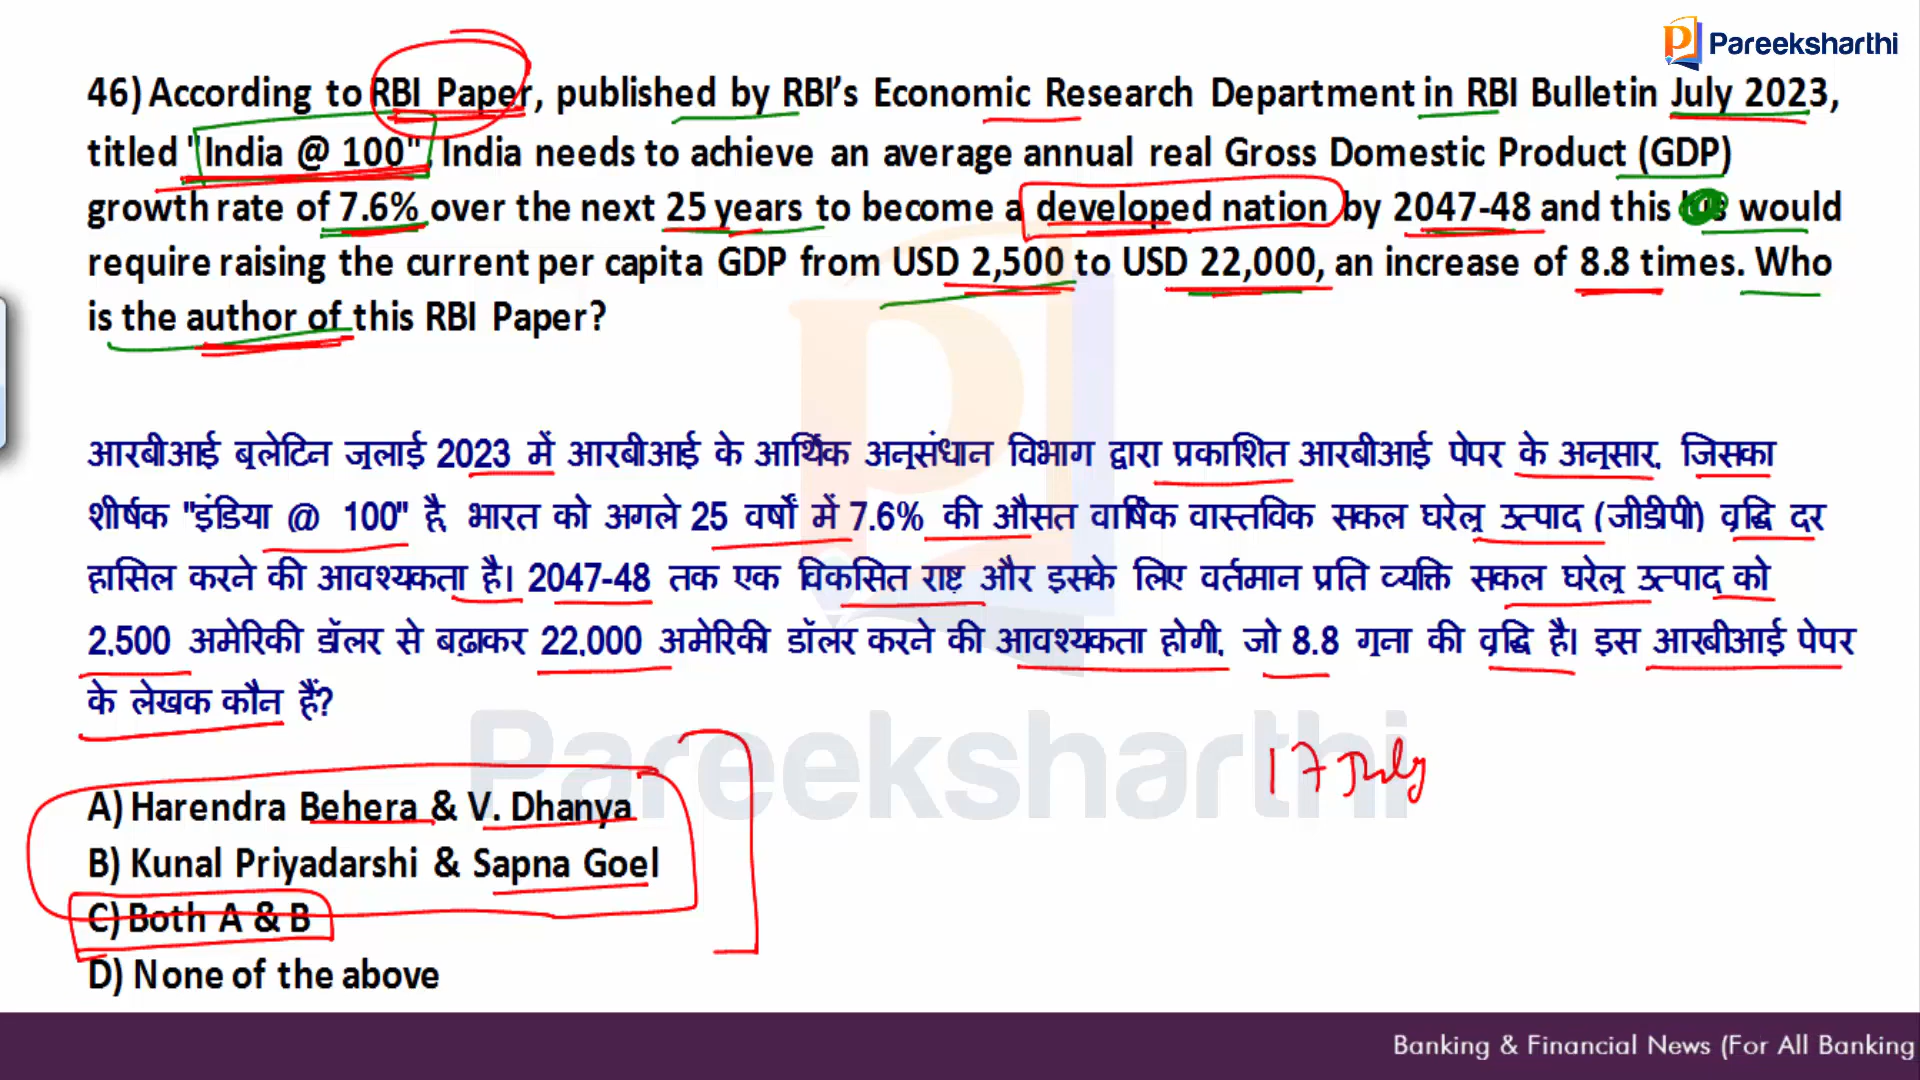 Pareeksharthi
46) According to RBI Paper, published by RBI's Economic Research Department in RBI Bulletin July 2023,
titled "India @ 100", India needs to achieve an average annual real Gross Domestic Product (GDP)
growth rate of 7.6% over the next 25 years to become a developed nation by 2047-48 and this would
require raising the current per capita GDP from USD 2,500 to USD 22,000, an increase of 8.8 times. Who
is the author of this RBI Paper?
आरबीआई बुलेटिन जुलाई 2023 में आरबीआई के आर्थिक अनुसंधान विभाग द्वारा प्रकाशित आरबीआई पेपर के अनुसार, जिसका
शीर्षक "इंडिया @ 100" है, भारत को अगले 25 वर्षों में 7.6% की औसत वार्षिक वास्तविक सकल घरेलू उत्पाद (जीडीपी) वृद्धि दर
हासिल करने की आवश्यकता है। 2047-48 तक एक विकसित राष्ट्र और इसके लिए वर्तमान प्रति व्यक्ति सकल घरेलू उत्पाद को
2,500 अमेरिकी डॉलर से बढ़ाकर 22,000 अमेरिकी डॉलर करने की आवश्यकता होगी, जो 8.8 गुना की वृद्धि है। इस आरबीआई पेपर
के लेखक कौन हैं?
Pareeksharthi
17 July
A) Harendra Behera & V. Dhanya
B) Kunal Priyadarshi & Sapna Goel
C) Both A & B
D) None of the above
Banking & Financial News (For All Banking